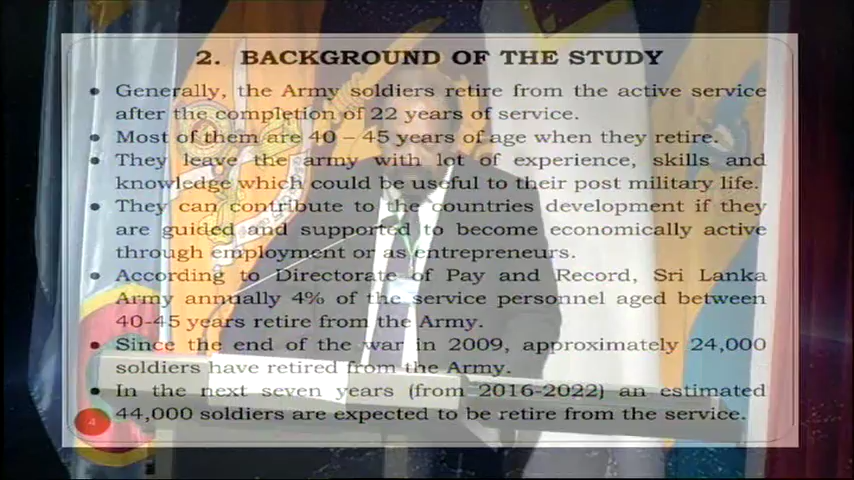 2. BACKGROUND OF THE STUDY
• Generally, the Army soldiers retire from the active service
after the completion of 22 years of service.
• Most of them are 40 – 45 years of age when they retire.
• They leave the army with lot of experience, skills and
knowledge which could be useful to their post military life.
• They can contribute to the countries development if they
are guided and supported to become economically active
through employment or as entrepreneurs.
• According to Directorate of Pay and Record, Sri Lanka
Army annually 4% of the service personnel aged between
40-45 years retire from the Army.
• Since the end of the war in 2009, approximately 24,000
soldiers have retired from the Army.
• In the next seven years (from 2016-2022) an estimated
44,000 soldiers are expected to be retire from the service.
4